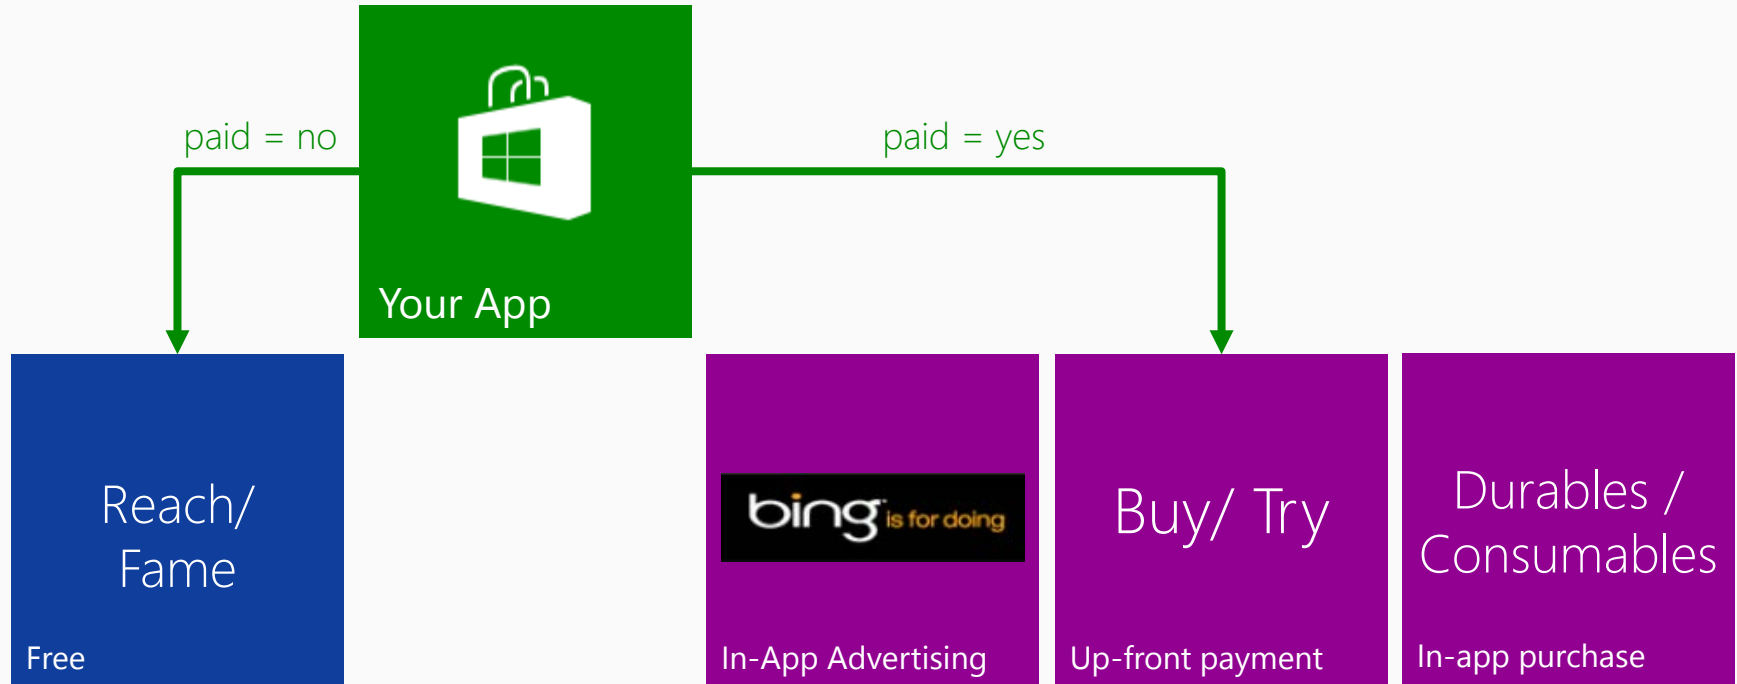 paid = no
paid = yes
Your App
Reach/
Fame
Free
bing™ is for doing
In-App Advertising
Buy/ Try
Up-front payment
Durables /
Consumables
In-app purchase